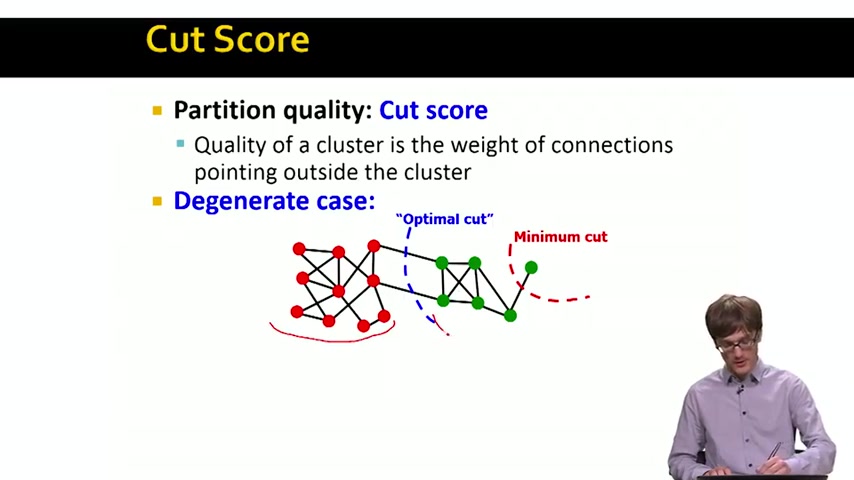 Cut Score
Partition quality: Cut score
Quality of a cluster is the weight of connections
pointing outside the cluster
Degenerate case:
“Optimal cut”
Minimum cut